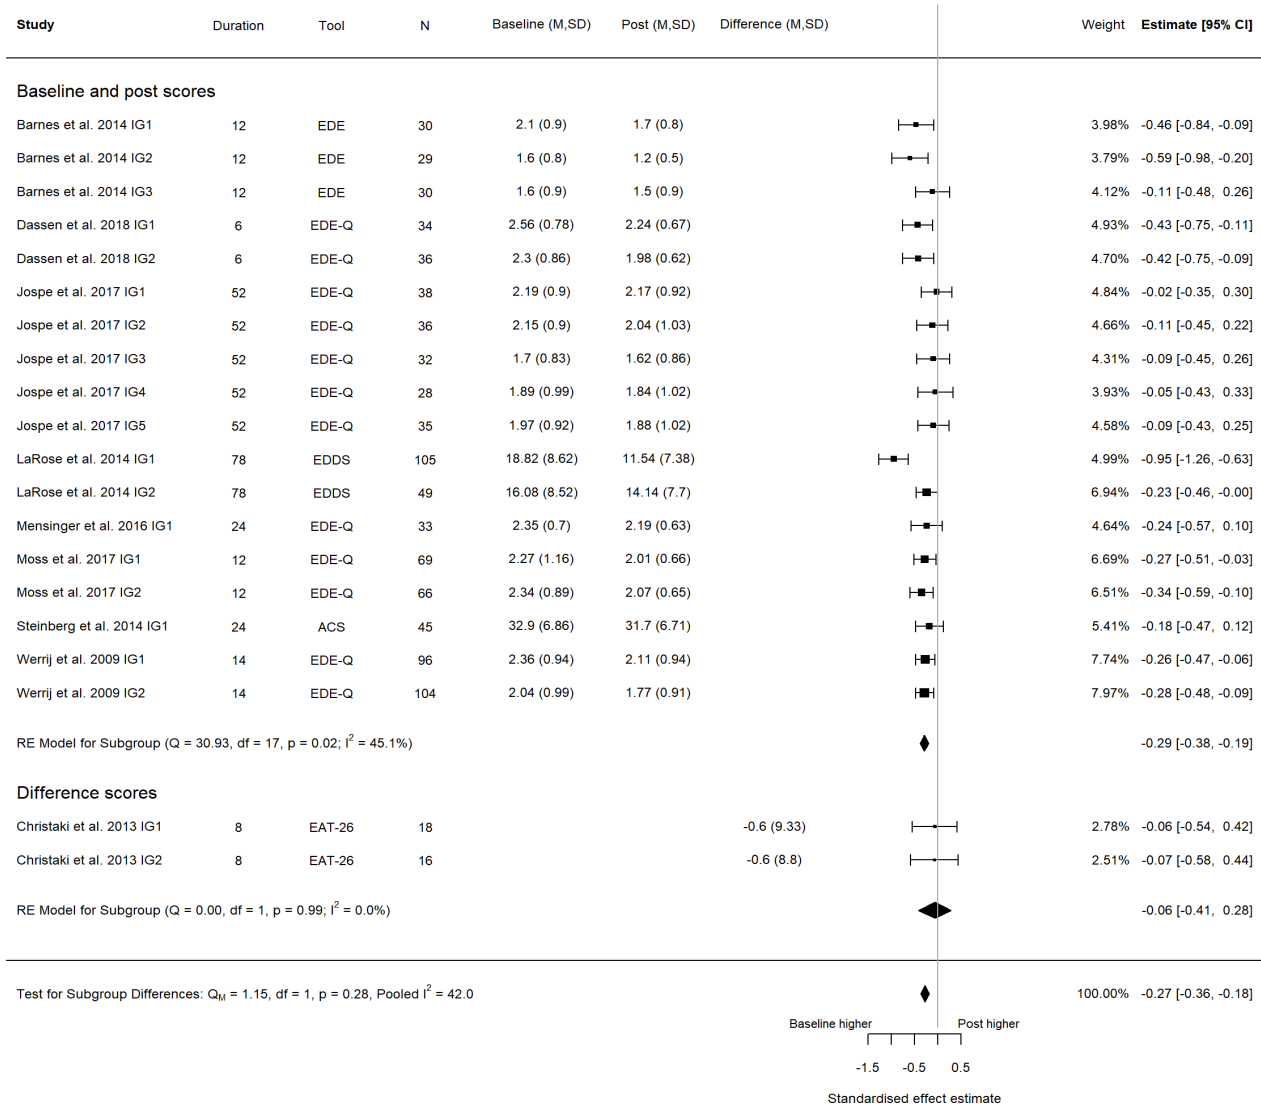 Study Duration Tool N Baseline (M,SD) Post (M,SD) Difference (M,SD) Weight Estimate [95% CI]
Baseline and post scores
Barnes et al. 2014 IG1 12 EDE 30 2.1 (0.9) 1.7 (0.8) 3.98% -0.46 [-0.84, -0.09]
Barnes et al. 2014 IG2 12 EDE 29 1.6 (0.8) 1.2 (0.5) 3.79% -0.59 [-0.98, -0.20]
Barnes et al. 2014 IG3 12 EDE 30 1.6 (0.9) 1.5 (0.9) 4.12% -0.11 [-0.48, 0.26]
Dassen et al. 2018 IG1 6 EDE-Q 34 2.56 (0.78) 2.24 (0.67) 4.93% -0.43 [-0.75, -0.11]
Dassen et al. 2018 IG2 6 EDE-Q 36 2.3 (0.86) 1.98 (0.62) 4.70% -0.42 [-0.75, -0.09]
Jospe et al. 2017 IG1 52 EDE-Q 38 2.19 (0.9) 2.17 (0.92) 4.84% -0.02 [-0.35, 0.30]
Jospe et al. 2017 IG2 52 EDE-Q 36 2.15 (0.9) 2.04 (1.03) 4.66% -0.11 [-0.45, 0.22]
Jospe et al. 2017 IG3 52 EDE-Q 32 1.7 (0.83) 1.62 (0.86) 4.31% -0.09 [-0.45, 0.26]
Jospe et al. 2017 IG4 52 EDE-Q 28 1.89 (0.99) 1.84 (1.02) 3.93% -0.05 [-0.43, 0.33]
Jospe et al. 2017 IG5 52 EDE-Q 35 1.97 (0.92) 1.88 (1.02) 4.58% -0.09 [-0.43, 0.25]
LaRose et al. 2014 IG1 78 EDDS 105 18.82 (8.62) 11.54 (7.38) 4.99% -0.95 [-1.26, -0.63]
LaRose et al. 2014 IG2 78 EDDS 49 16.08 (8.52) 14.14 (7.7) 6.94% -0.23 [-0.46, -0.00]
Mensinger et al. 2016 IG1 24 EDE-Q 33 2.35 (0.7) 2.19 (0.63) 4.64% -0.24 [-0.57, 0.10]
Moss et al. 2017 IG1 12 EDE-Q 69 2.27 (1.16) 2.01 (0.66) 6.69% -0.27 [-0.51, -0.03]
Moss et al. 2017 IG2 12 EDE-Q 66 2.34 (0.89) 2.07 (0.65) 6.51% -0.34 [-0.59, -0.10]
Steinberg et al. 2014 IG1 24 ACS 45 32.9 (6.86) 31.7 (6.71) 5.41% -0.18 [-0.47, 0.12]
Werrij et al. 2009 IG1 14 EDE-Q 96 2.36 (0.94) 2.11 (0.94) 7.74% -0.26 [-0.47, -0.06]
Werrij et al. 2009 IG2 14 EDE-Q 104 2.04 (0.99) 1.77 (0.91) 7.97% -0.28 [-0.48, -0.09]
RE Model for Subgroup (Q = 30.93, df = 17, p = 0.02; I² = 45.1%) -0.29 [-0.38, -0.19]
Difference scores
Christaki et al. 2013 IG1 8 EAT-26 18 -0.6 (9.33) 2.78% -0.06 [-0.54, 0.42]
Christaki et al. 2013 IG2 8 EAT-26 16 -0.6 (8.8) 2.51% -0.07 [-0.58, 0.44]
RE Model for Subgroup (Q = 0.00, df = 1, p = 0.99; I² = 0.0%) -0.06 [-0.41, 0.28]
Test for Subgroup Differences: Q_M = 1.15, df = 1, p = 0.28, Pooled I² = 42.0 100.00% -0.27 [-0.36, -0.18]
Baseline higher Post higher
-1.5 -0.5 0.5
Standardised effect estimate